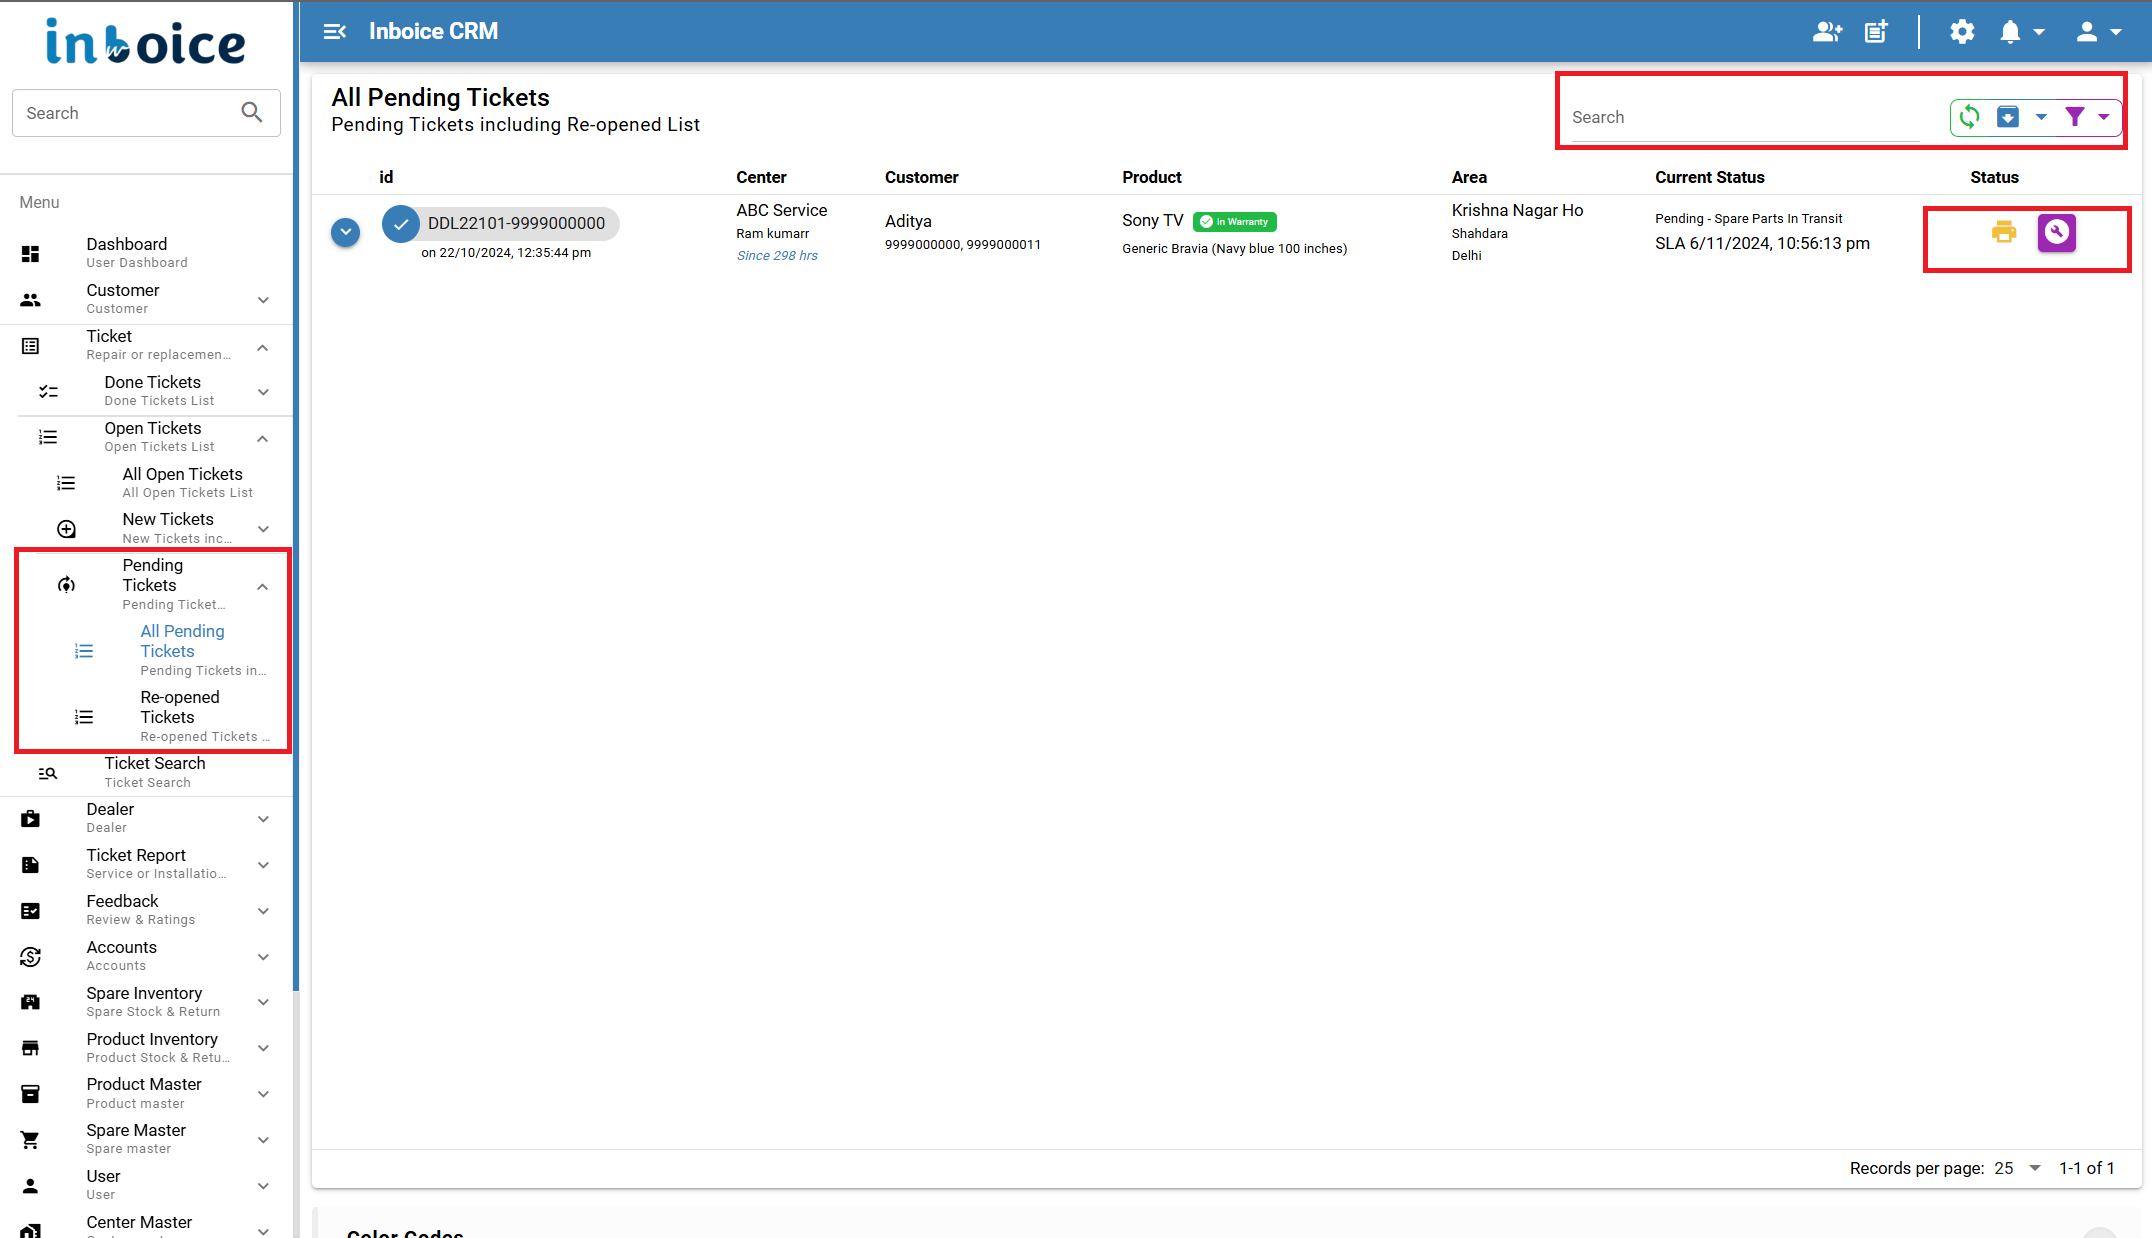 inboice
Search
Menu
Dashboard
User Dashboard
Customer
Customer
Ticket
Repair or replacemen...
Done Tickets
Done Tickets List
Open Tickets
Open Tickets List
All Open Tickets
All Open Tickets List
New Tickets
New Tickets inc...
Pending
Tickets
Pending Ticket...
All Pending
Tickets
Pending Tickets in...
Re-opened
Tickets
Re-opened Tickets ...
Ticket Search
Ticket Search
Dealer
Dealer
Ticket Report
Service or Installatio...
Feedback
Review & Ratings
Accounts
Accounts
Spare Inventory
Spare Stock & Return
Product Inventory
Product Stock & Retu...
Product Master
Product master
Spare Master
Spare master
User
User
Center Master
Inboice CRM
All Pending Tickets
Pending Tickets including Re-opened List
Search
id Center Customer Product Area Current Status Status
DDL22101-9999000000
on 22/10/2024, 12:35:44 pm
ABC Service
Ram kumarr
Since 298 hrs
Aditya
9999000000, 9999000011
Sony TV In Warranty
Generic Bravia (Navy blue 100 inches)
Krishna Nagar Ho
Shahdara
Delhi
Pending - Spare Parts In Transit
SLA 6/11/2024, 10:56:13 pm
Records per page: 25 1-1 of 1
Color Codes